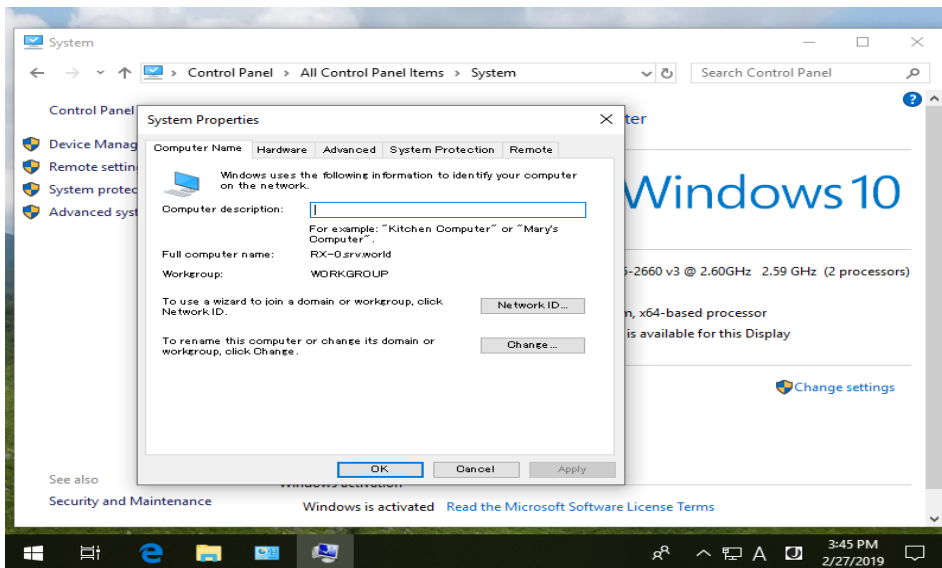 System
Control Panel > All Control Panel Items > System
Search Control Panel
Control Panel
ter
Device Manag
Remote settin
System protec
Advanced syst
System Properties
Computer Name Hardware Advanced System Protection Remote
Windows uses the following information to identify your computer
on the network.
Computer description:
For example: "Kitchen Computer" or "Mary's
Computer".
Full computer name: RX-0.srv.world
Workgroup: WORKGROUP
To use a wizard to join a domain or workgroup, click
Network ID.
Network ID...
To rename this computer or change its domain or
workgroup, click Change.
Change...
OK Cancel Apply
Windows 10
-2660 v3 @ 2.60GHz 2.59 GHz (2 processors)
n, x64-based processor
is available for this Display
Change settings
See also
Security and Maintenance
Windows activation
Windows is activated Read the Microsoft Software License Terms
A
3:45 PM
2/27/2019